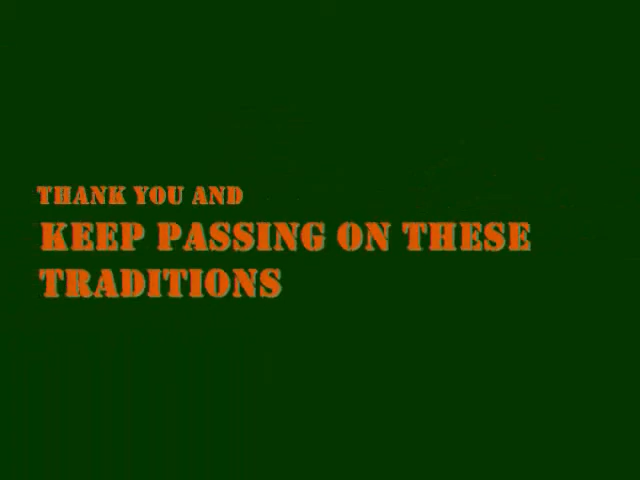 THANK YOU AND
KEEP PASSING ON THESE
TRADITIONS